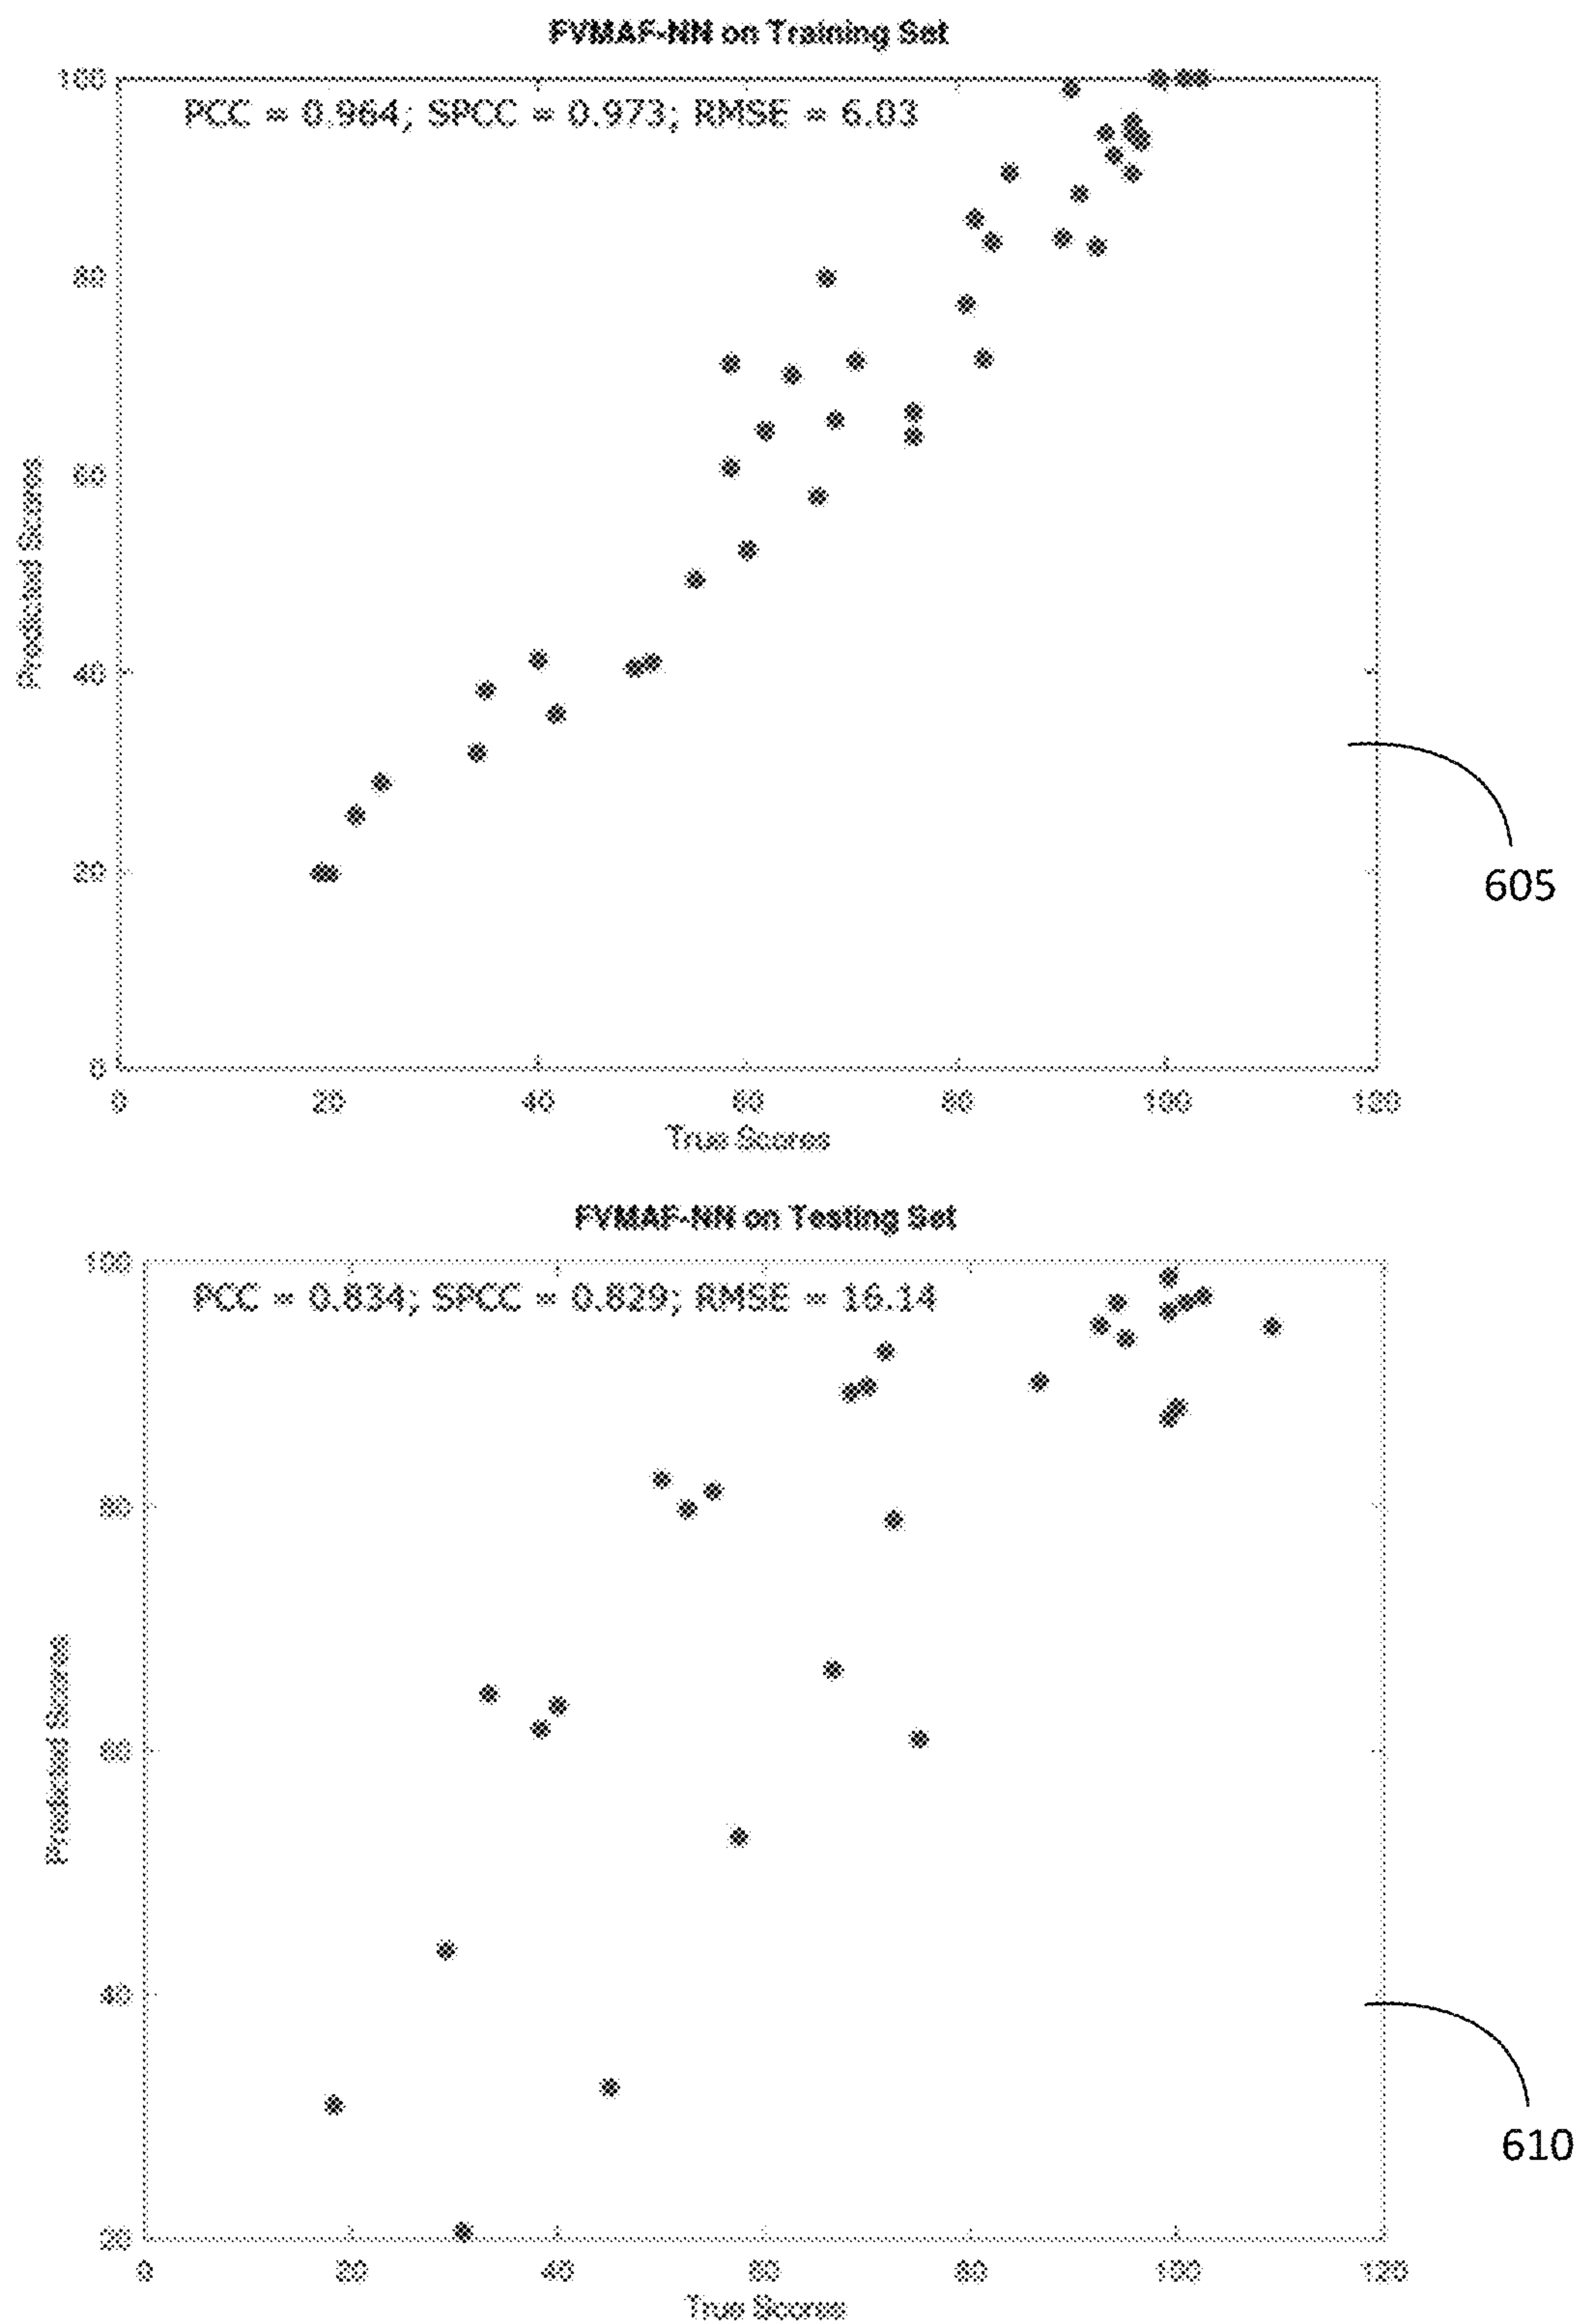 FVMAF-NN on Training Set
100
PCC = 0.964; SPCC = 0.973; RMSE = 6.03
80
60
Predicted Scores
40
605
20
0
0 20 40 60 80 100 120
True Scores
FVMAF-NN on Testing Set
100
PCC = 0.834; SPCC = 0.829; RMSE = 16.14
80
Predicted Scores
60
40
610
20
0 20 40 60 80 100 120
True Scores